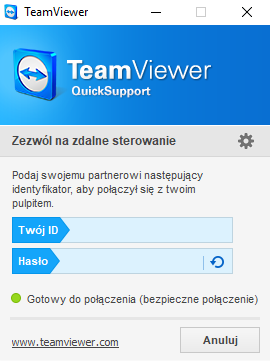 TeamViewer
TeamViewer
QuickSupport
Zezwól na zdalne sterowanie
Podaj swojemu partnerowi następujący
identyfikator, aby połączył się z twoim
pulpitem.
Twój ID
Hasło
Gotowy do połączenia (bezpieczne połączenie)
www.teamviewer.com
Anuluj